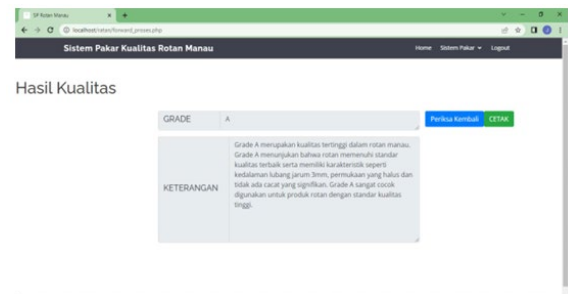 SP Rotan Manau
localhost/rotan/forward_proses.php
Sistem Pakar Kualitas Rotan Manau
Home Sistem Pakar Logout
Hasil Kualitas
GRADE A Periksa Kembali CETAK
Grade A merupakan kualitas tertinggi dalam rotan manau.
Grade A menunjukan bahwa rotan memenuhi standar
kualitas terbaik serta memiliki karakteristik seperti
kedalaman lubang jarum 3mm, permukaan yang halus dan
KETERANGAN tidak ada cacat yang signifikan. Grade A sangat cocok
digunakan untuk produk rotan dengan standar kualitas
tinggi.